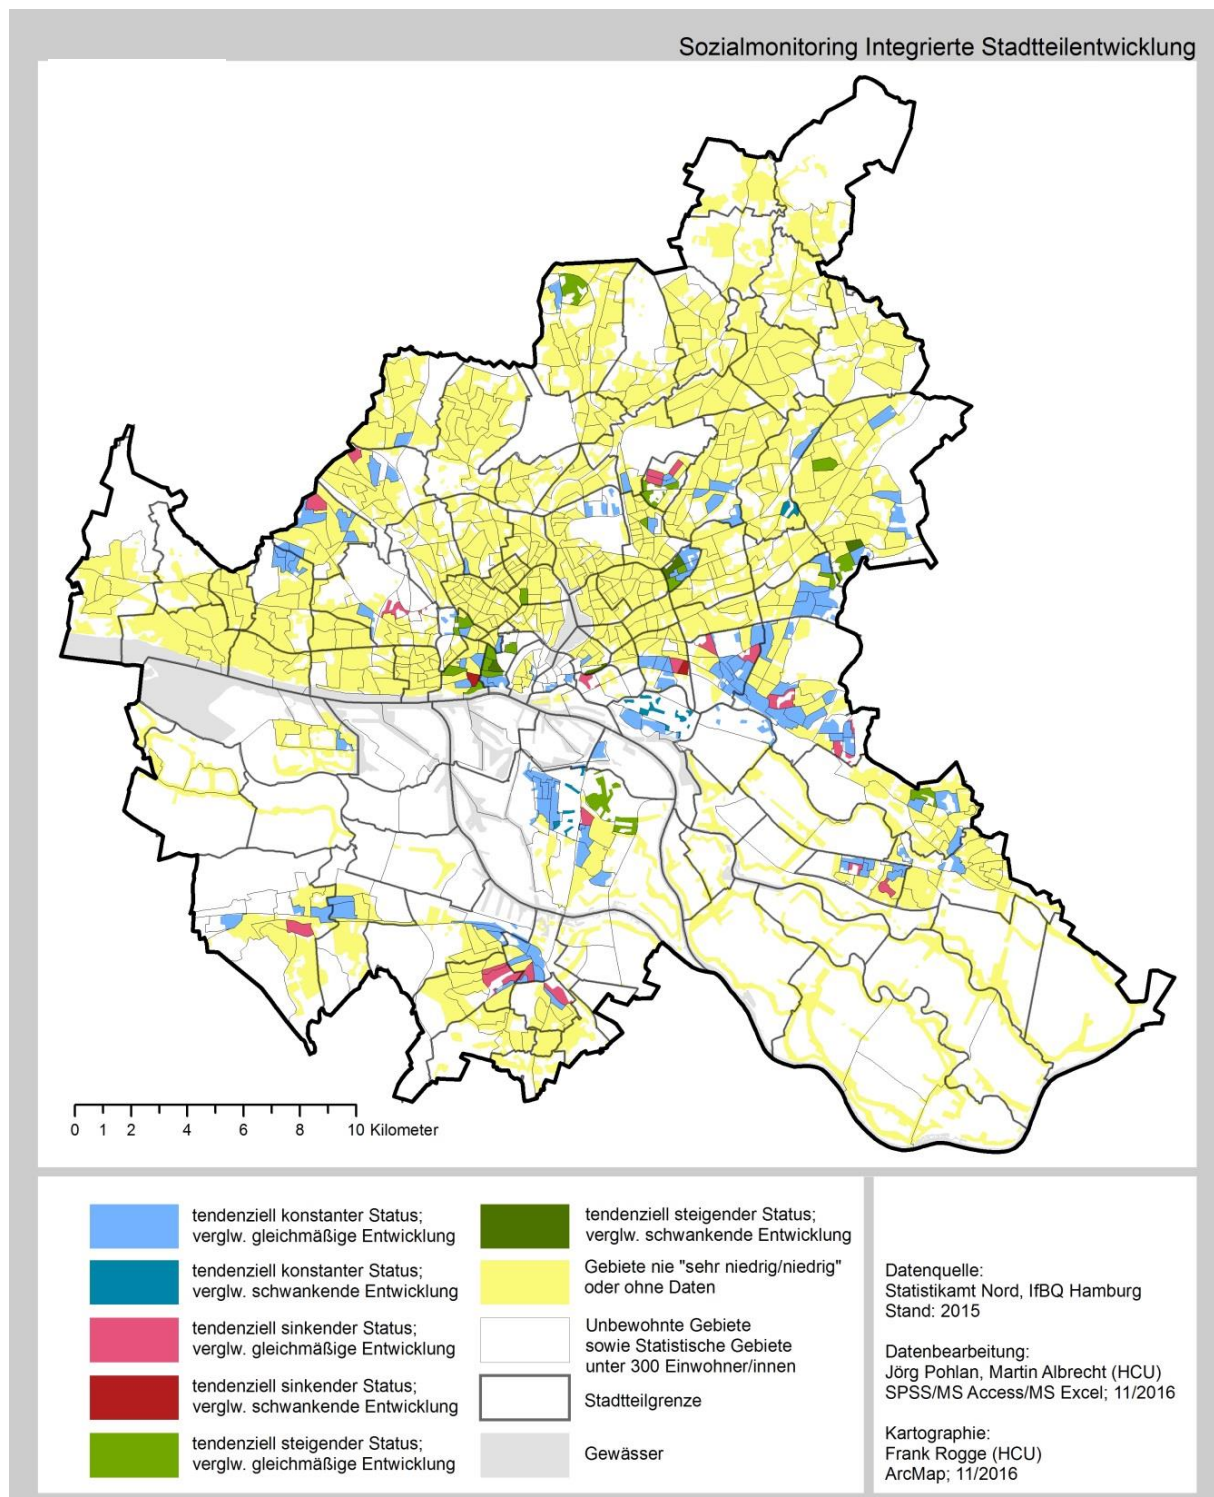 Sozialmonitoring Integrierte Stadtteilentwicklung
0 1 2 4 6 8 10 Kilometer
tendenziell konstanter Status;
verglw. gleichmäßige Entwicklung
tendenziell konstanter Status;
verglw. schwankende Entwicklung
tendenziell sinkender Status;
verglw. gleichmäßige Entwicklung
tendenziell sinkender Status;
verglw. schwankende Entwicklung
tendenziell steigender Status;
verglw. gleichmäßige Entwicklung
tendenziell steigender Status;
verglw. schwankende Entwicklung
Gebiete nie "sehr niedrig/niedrig"
oder ohne Daten
Unbewohnte Gebiete
sowie Statistische Gebiete
unter 300 Einwohner/innen
Stadtteilgrenze
Gewässer
Datenquelle:
Statistikamt Nord, IfBQ Hamburg
Stand: 2015
Datenbearbeitung:
Jörg Pohlan, Martin Albrecht (HCU)
SPSS/MS Access/MS Excel; 11/2016
Kartographie:
Frank Rogge (HCU)
ArcMap; 11/2016